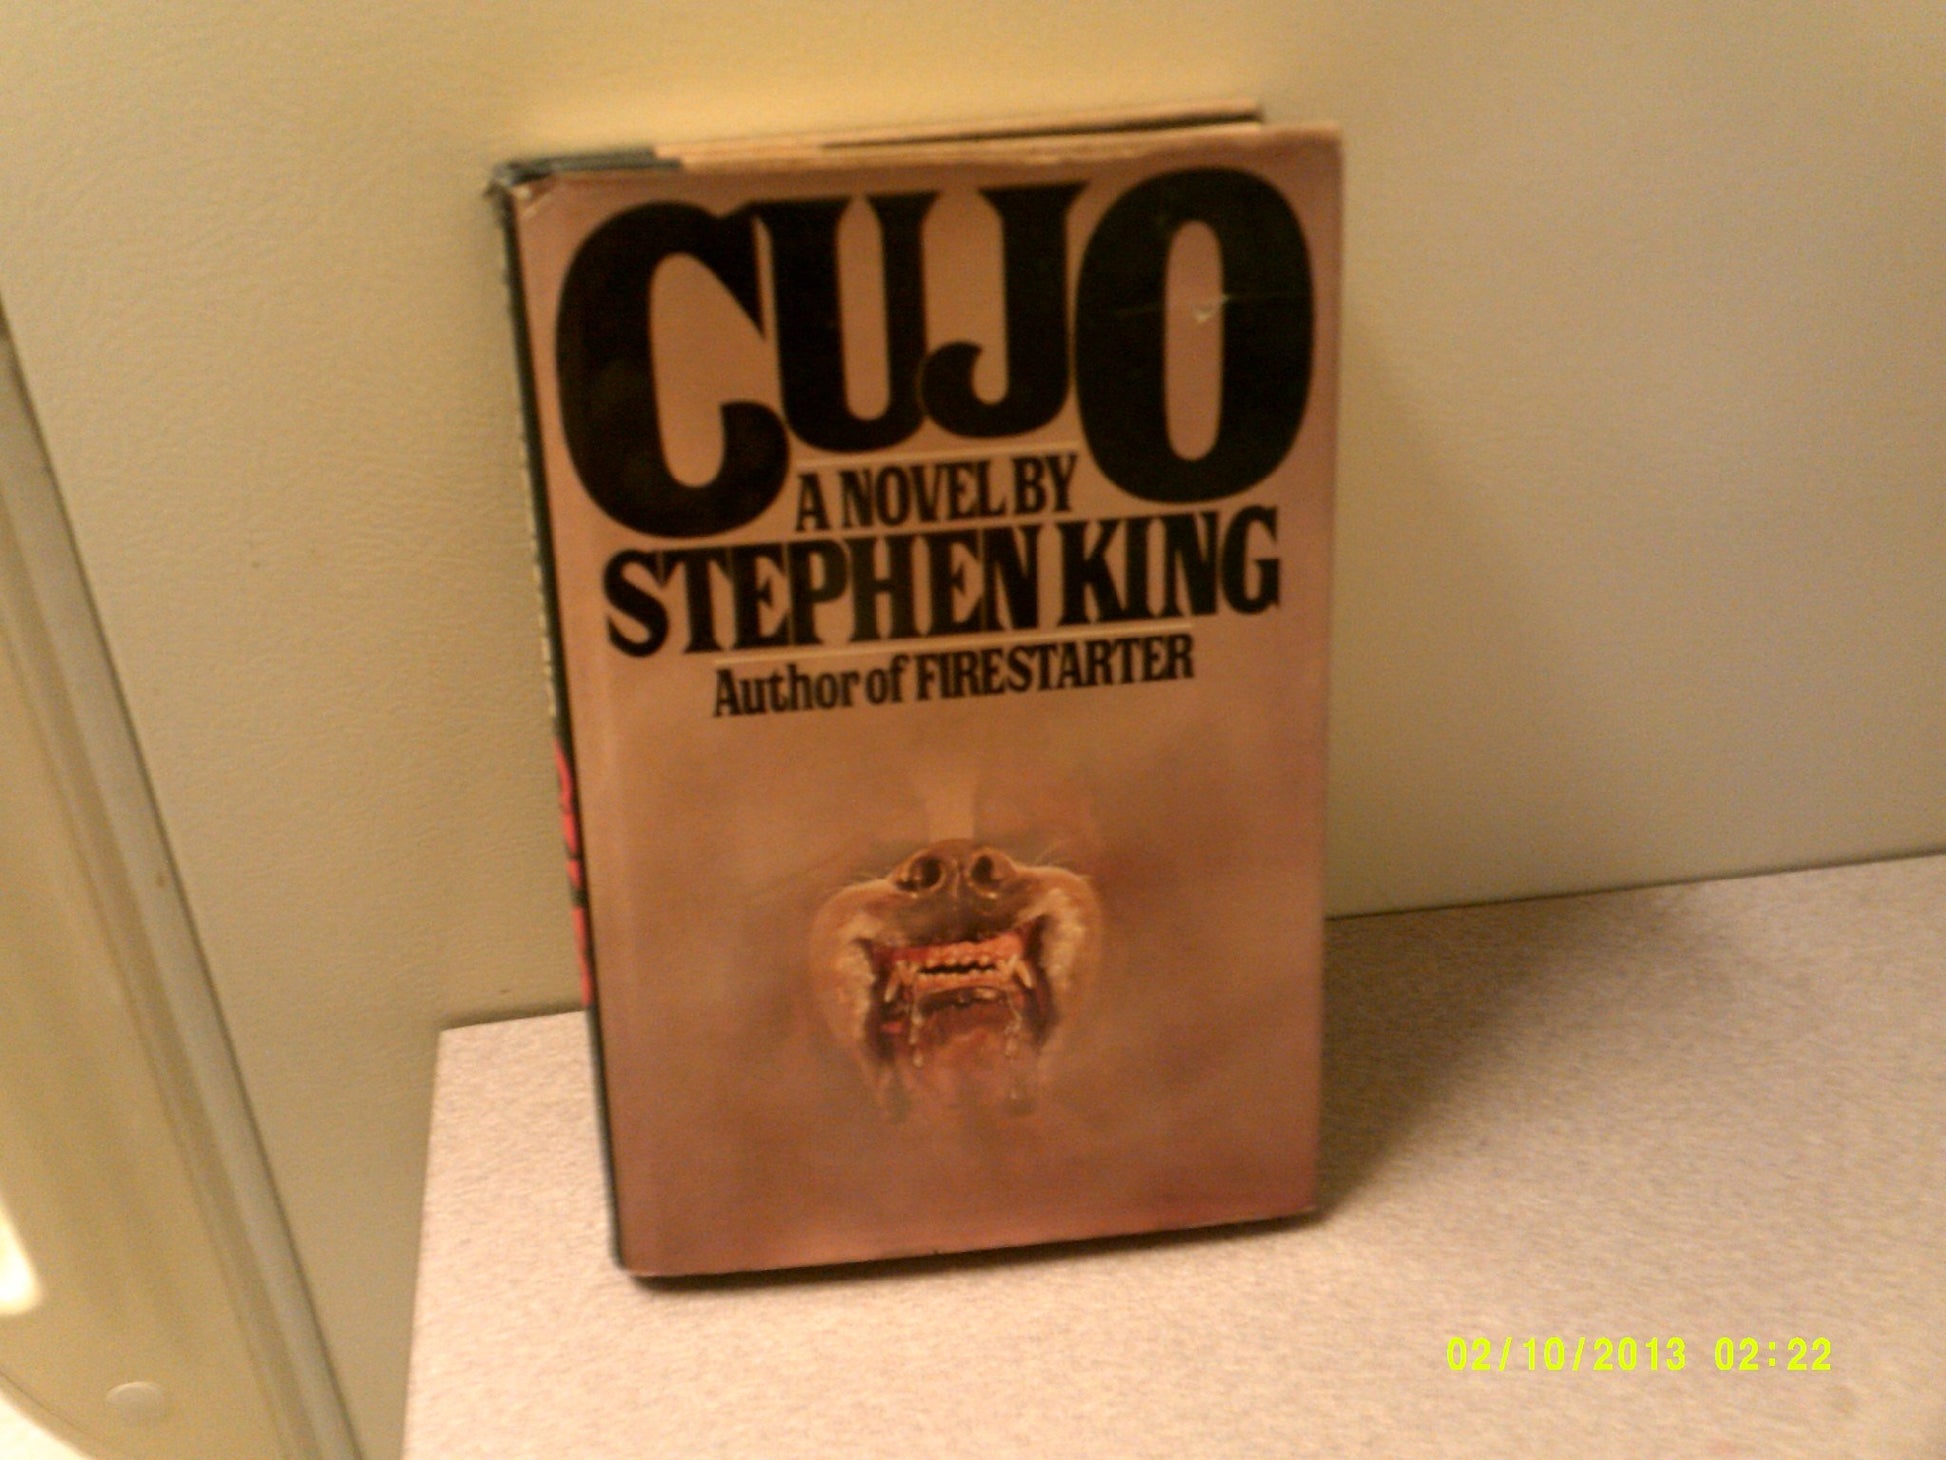 CUJO
A NOVEL BY
STEPHEN KING
Author of FIRESTARTER
02/10/2013 02:22